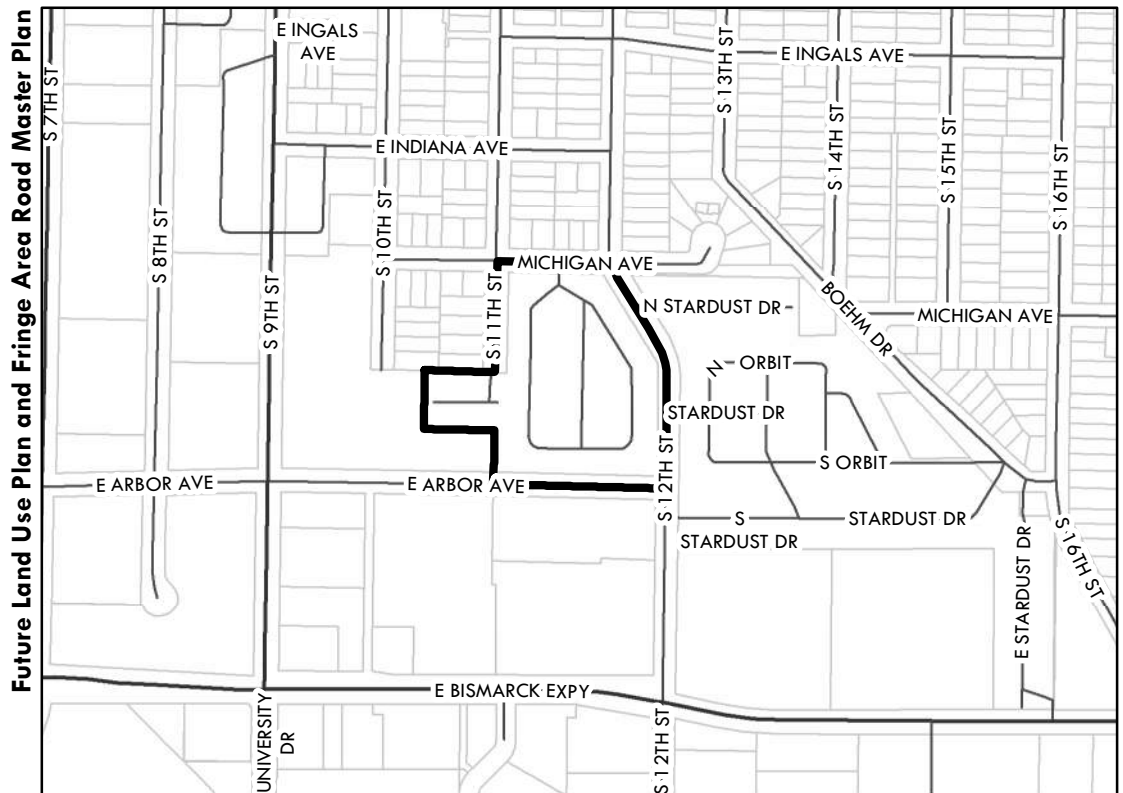 Future Land Use Plan and Fringe Area Road Master Plan
E INGALS
AVE
S 13TH ST
E INGALS AVE
S 7TH ST
E INDIANA AVE
S 14TH ST
S 15TH ST
S 16TH ST
S 8TH ST
S 10TH ST
S 9TH ST
MICHIGAN AVE
S 11TH ST
N STARDUST DR
BOEHM DR
MICHIGAN AVE
N ORBIT
STARDUST DR
S ORBIT
E ARBOR AVE
E ARBOR AVE
S 12TH ST
S
STARDUST DR
STARDUST DR
E STARDUST DR
S 16TH ST
E BISMARCK EXPY
UNIVERSITY
DR
S 12TH ST